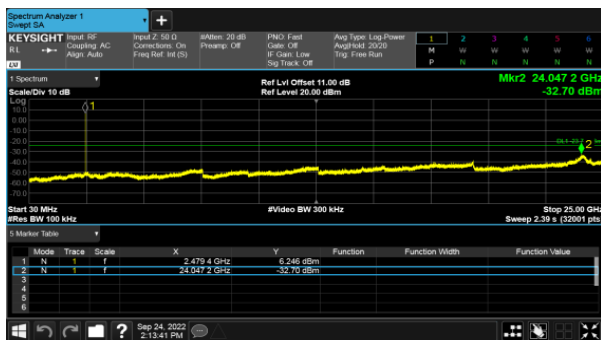 Spectrum Analyzer 1
Swept SA
KEYSIGHT Input: RF Input Z: 50 Ω #Atten: 20 dB PNO: Fast Avg Type: Log-Power 1 2 3 4 5 6
RL Coupling: AC Corrections: On Preamp: Off Gate: Off Avg|Hold: 20/20 M W W W W W
Align: Auto Freq Ref: Int (S) IF Gain: Low Trig: Free Run
Sig Track: Off P N N N N N
LXI
1 Spectrum Ref Lvl Offset 11.00 dB Mkr2 24.047 2 GHz
Scale/Div 10 dB Ref Level 20.00 dBm -32.70 dBm
Log
10.0 1
0.00
-10.0
-20.0
-30.0 2
-40.0
-50.0
-60.0
-70.0
Start 30 MHz #Video BW 300 kHz Stop 25.00 GHz
#Res BW 100 kHz Sweep 2.39 s (32001 pts)
5 Marker Table
Mode Trace Scale X Y Function Function Width Function Value
1 N 1 f 2.479 4 GHz 6.246 dBm
2 N 1 f 24.047 2 GHz -32.70 dBm
3
4
5
6
? Sep 24, 2022
2:13:41 PM